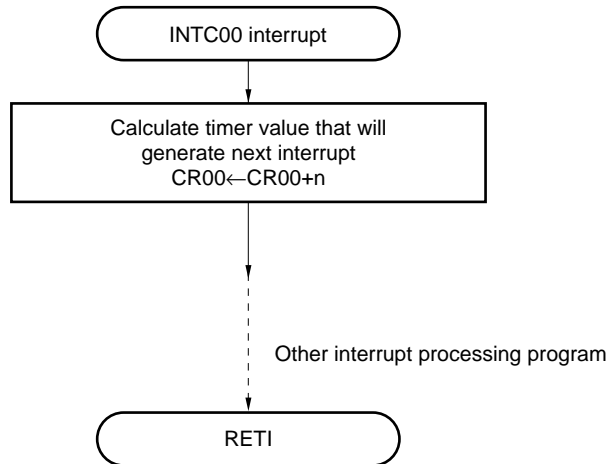 INTC00 interrupt
Calculate timer value that will
generate next interrupt
CR00←CR00+n
Other interrupt processing program
RETI